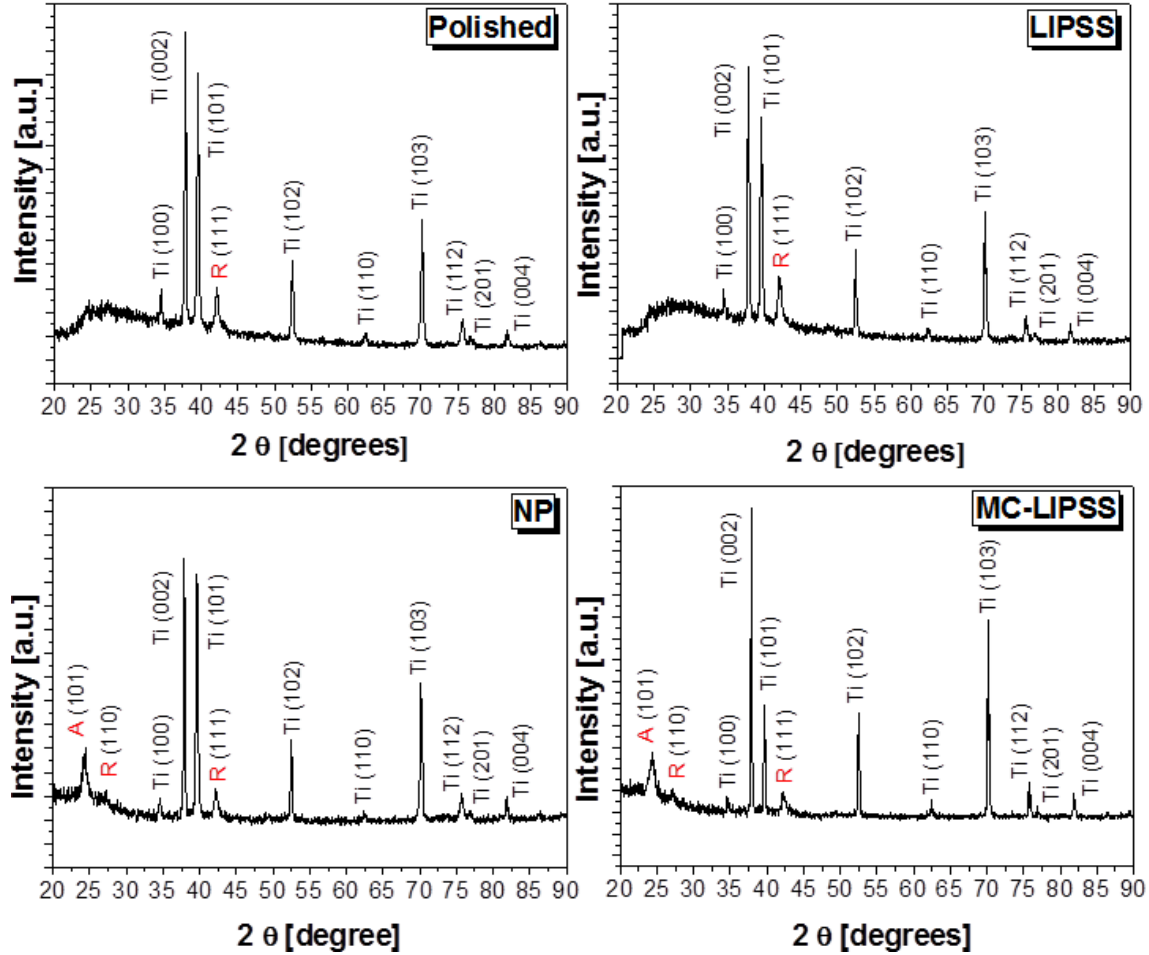 Polished
Intensity [a.u.]
Ti (100)
Ti (002)
Ti (101)
R (111)
Ti (102)
Ti (110)
Ti (103)
Ti (112)
Ti (201)
Ti (004)
20 25 30 35 40 45 50 55 60 65 70 75 80 85 90
2 θ [degrees]
LIPSS
Intensity [a.u.]
Ti (100)
Ti (002)
Ti (101)
R (111)
Ti (102)
Ti (110)
Ti (103)
Ti (112)
Ti (201)
Ti (004)
20 25 30 35 40 45 50 55 60 65 70 75 80 85 90
2 θ [degrees]
NP
Intensity [a.u.]
A (101)
R (110)
Ti (100)
Ti (002)
Ti (101)
R (111)
Ti (102)
Ti (110)
Ti (103)
Ti (112)
Ti (201)
Ti (004)
20 25 30 35 40 45 50 55 60 65 70 75 80 85 90
2 θ [degree]
MC-LIPSS
Intensity [a.u.]
A (101)
R (110)
Ti (100)
Ti (002)
Ti (101)
R (111)
Ti (102)
Ti (110)
Ti (103)
Ti (112)
Ti (201)
Ti (004)
20 25 30 35 40 45 50 55 60 65 70 75 80 85 90
2 θ [degrees]